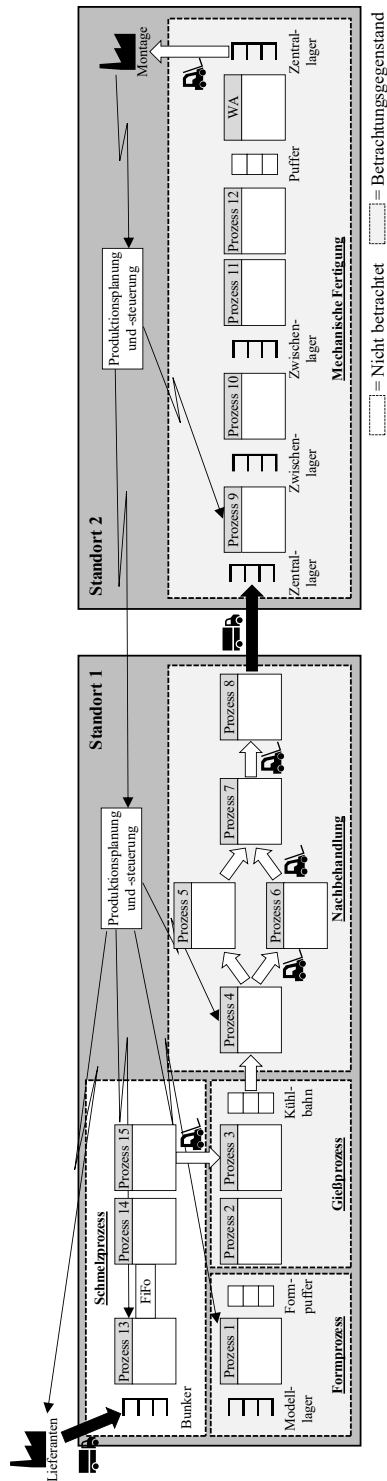 Lieferanten
Standort 1
Produktionsplanung
und -steuerung
Schmelzprozess
Prozess 13
FiFo
Prozess 14
Prozess 15
Bunker
Modell-
lager
Prozess 1
Form-
puffer
Formprozess
Prozess 2
Prozess 3
Kühl-
bahn
Gießprozess
Prozess 4
Prozess 5
Prozess 6
Prozess 7
Prozess 8
Nachbehandlung
Standort 2
Produktionsplanung
und -steuerung
Montage
Zentral-
lager
Prozess 9
Zwischen-
lager
Prozess 10
Zwischen-
lager
Prozess 11
Prozess 12
Puffer
WA
Zentral-
lager
Mechanische Fertigung
= Nicht betrachtet
= Betrachtungsgegenstand